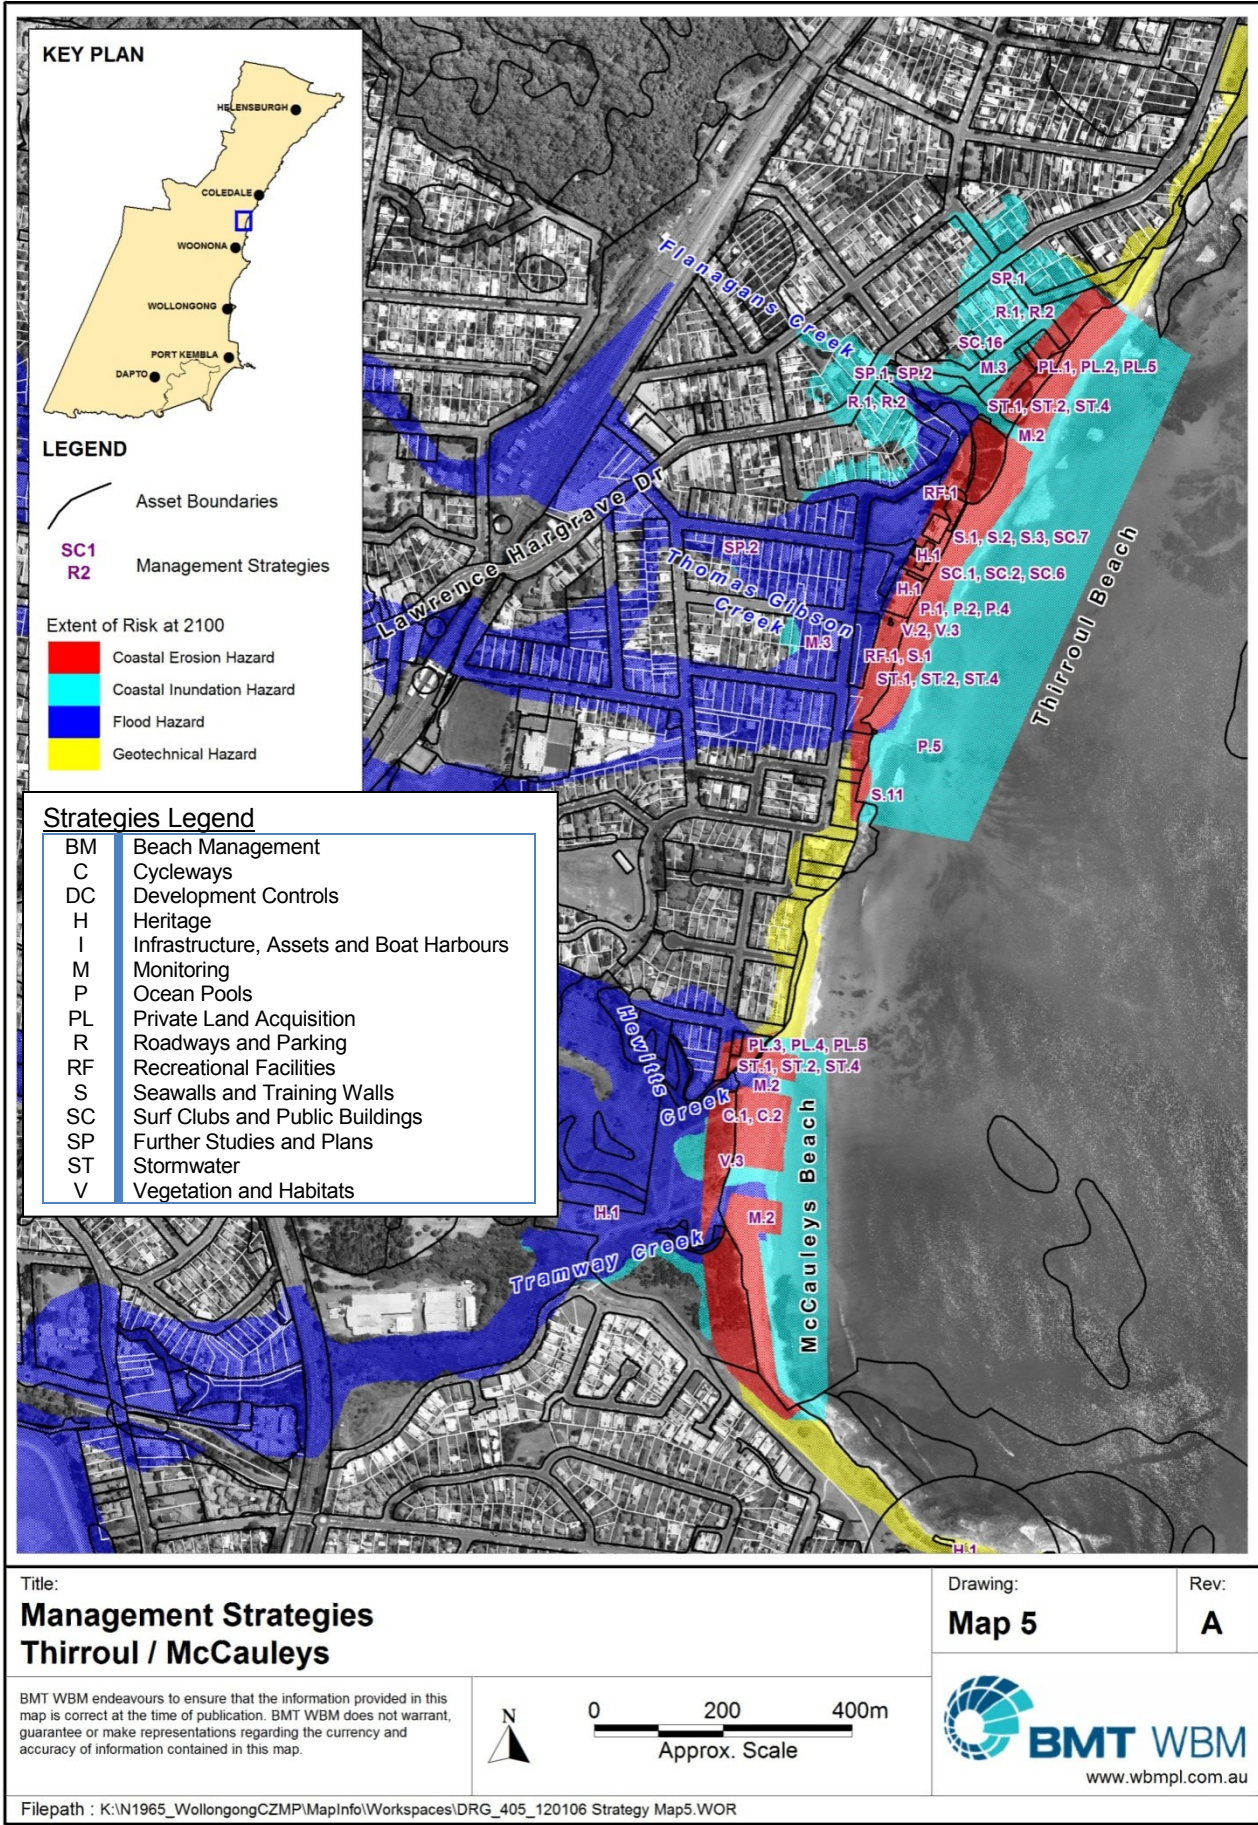 KEY PLAN
HELENSBURGH
COLEDALE
WOONONA
WOLLONGONG
PORT KEMBLA
DAPTO
LEGEND
Asset Boundaries
SC1
R2
Management Strategies
Extent of Risk at 2100
Coastal Erosion Hazard
Coastal Inundation Hazard
Flood Hazard
Geotechnical Hazard
Strategies Legend
BM Beach Management
C Cycleways
DC Development Controls
H Heritage
I Infrastructure, Assets and Boat Harbours
M Monitoring
P Ocean Pools
PL Private Land Acquisition
R Roadways and Parking
RF Recreational Facilities
S Seawalls and Training Walls
SC Surf Clubs and Public Buildings
SP Further Studies and Plans
ST Stormwater
V Vegetation and Habitats
Flanagans Creek
SP.1
R.1, R.2
SC.16
M.3
PL.1, PL.2, PL.5
SP.1, SP.2
R.1, R.2
ST.1, ST.2, ST.4
M.2
Lawrence Hargrave Dr
RF.1
S.1, S.2, S.3, SC.7
SP.2
H.1
SC.1, SC.2, SC.6
Thomas Gibson
Creek
H.1
P.1, P.2, P.4
V.2, V.3
M.3
RF.1, S.1
ST.1, ST.2, ST.4
Thirroul Beach
P.5
S.11
Hewitts
Creek
PL.3, PL.4, PL.5
ST.1, ST.2, ST.4
M.2
C.1, C.2
V.3
H.1
M.2
Tramway Creek
McCauleys Beach
H.1
Title:
Management Strategies
Thirroul / McCauleys
Drawing:
Map 5
Rev:
A
BMT WBM endeavours to ensure that the information provided in this
map is correct at the time of publication. BMT WBM does not warrant,
guarantee or make representations regarding the currency and
accuracy of information contained in this map.
N
0 200 400m
Approx. Scale
BMT WBM
www.wbmpl.com.au
Filepath : K:\N1965_WollongongCZMP\MapInfo\Workspaces\DRG_405_120106 Strategy Map5.WOR